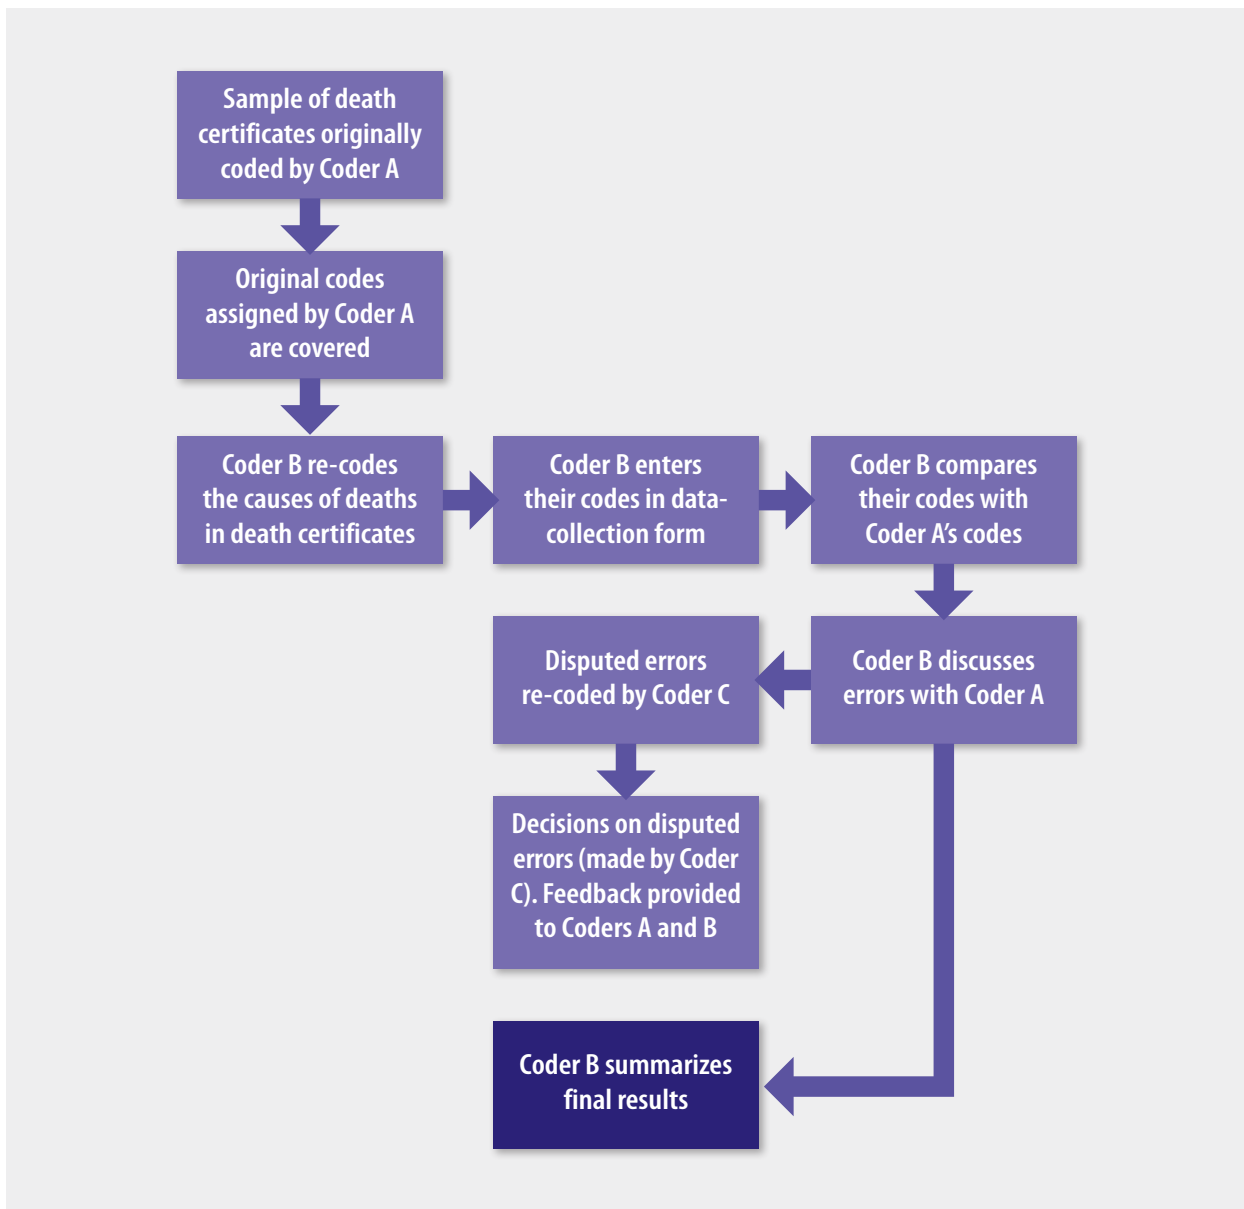 Sample of death
certificates originally
coded by Coder A
Original codes
assigned by Coder A
are covered
Coder B re-codes
the causes of deaths
in death certificates
Coder B enters
their codes in data-
collection form
Coder B compares
their codes with
Coder A’s codes
Coder B discusses
errors with Coder A
Disputed errors
re-coded by Coder C
Decisions on disputed
errors (made by Coder
C). Feedback provided
to Coders A and B
Coder B summarizes
final results